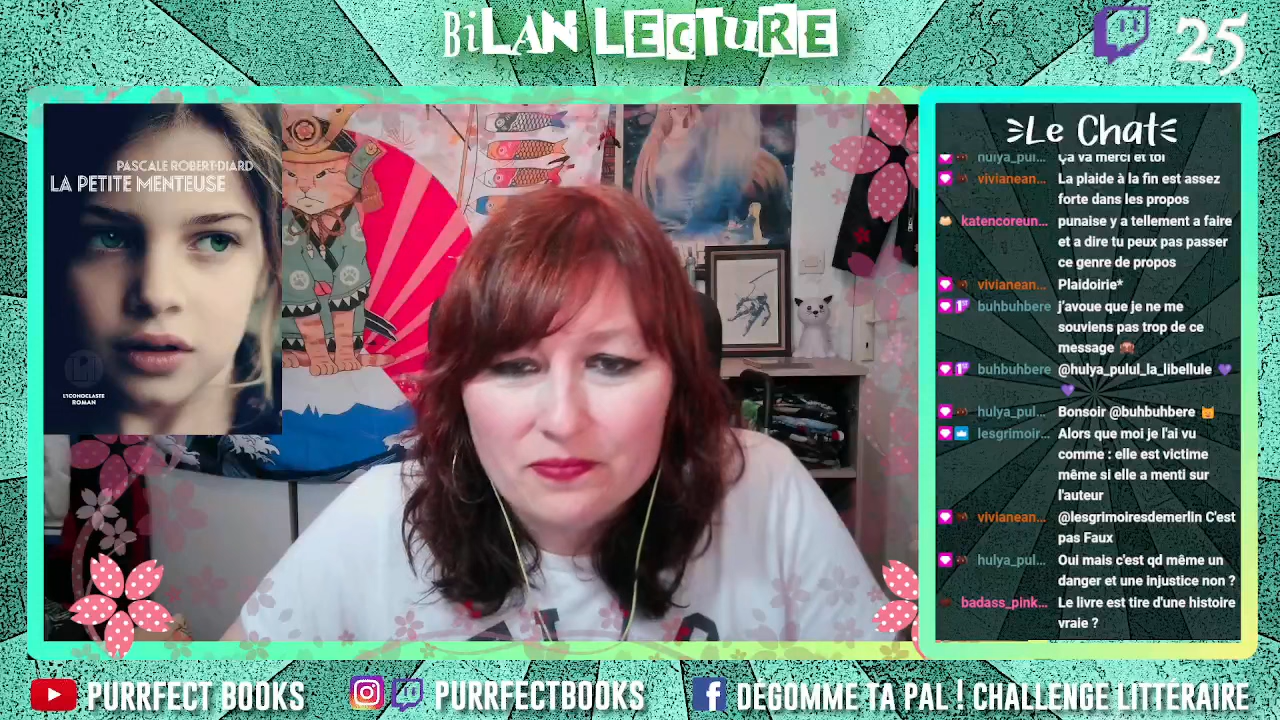 BiLAN LECTURE
25
PASCALE ROBERT-DIARD
LA PETITE MENTEUSE
L'ICONOCLASTE
ROMAN
Le Chat
hulya_pul... Ça va merci et toi
vivianean... La plaide à la fin est assez
forte dans les propos
katencoreun... punaise y a tellement a faire
et a dire tu peux pas passer
ce genre de propos
vivianean... Plaidoirie*
buhbuhbere j'avoue que je ne me
souviens pas trop de ce
message
buhbuhbere @hulya_pulul_la_libellule
hulya_pul... Bonsoir @buhbuhbere
lesgrimoir... Alors que moi je l'ai vu
comme : elle est victime
même si elle a menti sur
l'auteur
vivianean... @lesgrimoiresdemerlin C'est
pas Faux
hulya_pul... Oui mais c'est qd même un
danger et une injustice non ?
badass_pink... Le livre est tire d'une histoire
vraie ?
PURRFECT BOOKS
PURRFECTBOOKS
DÉGOMME TA PAL ! CHALLENGE LITTÉRAIRE